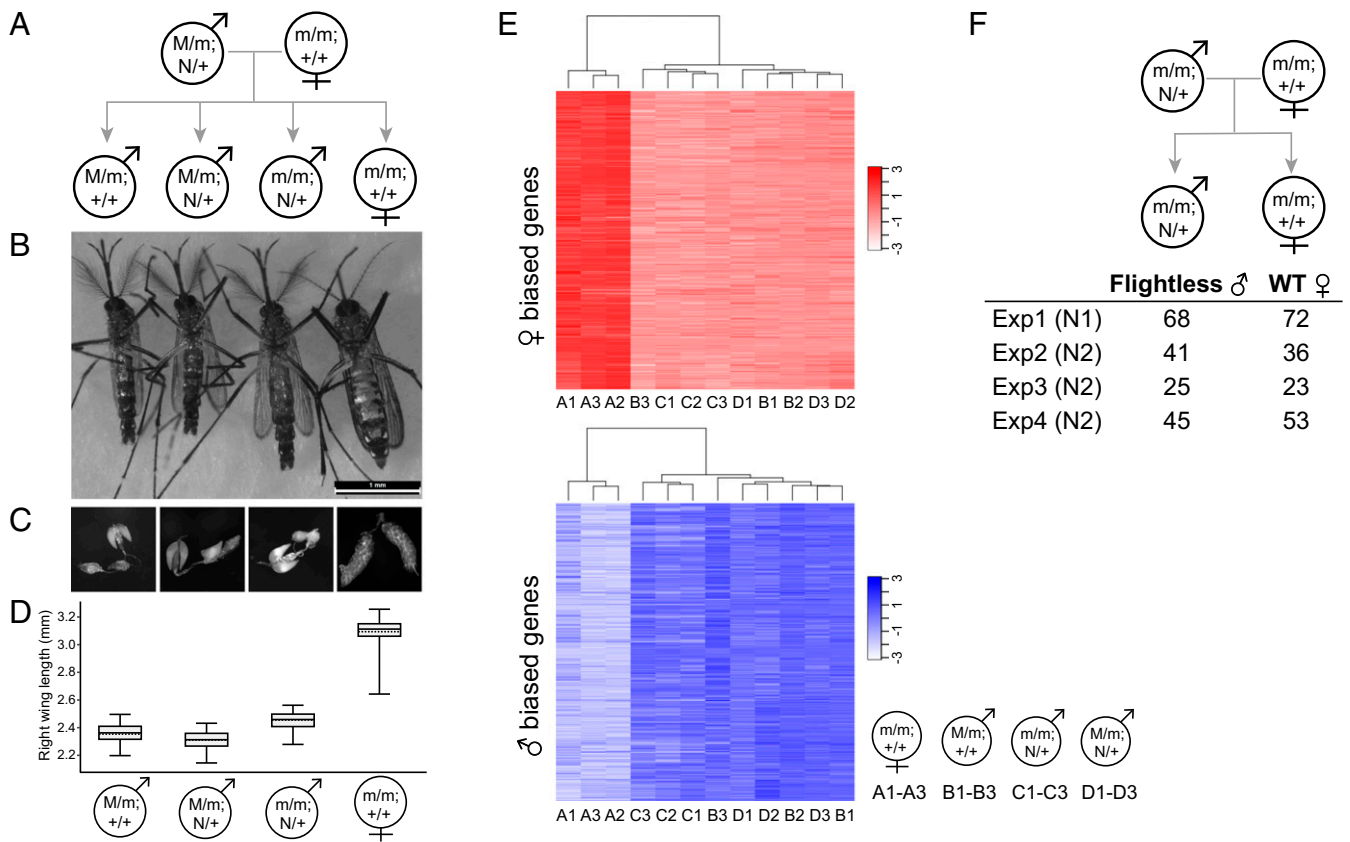 A
M/m;
N/+
m/m;
+/+
M/m;
+/+
M/m;
N/+
m/m;
N/+
m/m;
+/+
B
1 mm
C
D
Right wing length (mm)
3.2
3.0
2.8
2.6
2.4
2.2
M/m;
+/+
M/m;
N/+
m/m;
N/+
m/m;
+/+
E
♀ biased genes
3
1
-1
-3
A1 A3 A2 B3 C1 C2 C3 D1 B1 B2 D3 D2
♂ biased genes
3
1
-1
-3
A1 A3 A2 C3 C2 C1 B3 D1 D2 B2 D3 B1
m/m;
+/+
M/m;
+/+
m/m;
N/+
M/m;
N/+
A1-A3 B1-B3 C1-C3 D1-D3
F
m/m;
N/+
m/m;
+/+
m/m;
N/+
m/m;
+/+
Flightless ♂ WT ♀
Exp1 (N1) 68 72
Exp2 (N2) 41 36
Exp3 (N2) 25 23
Exp4 (N2) 45 53